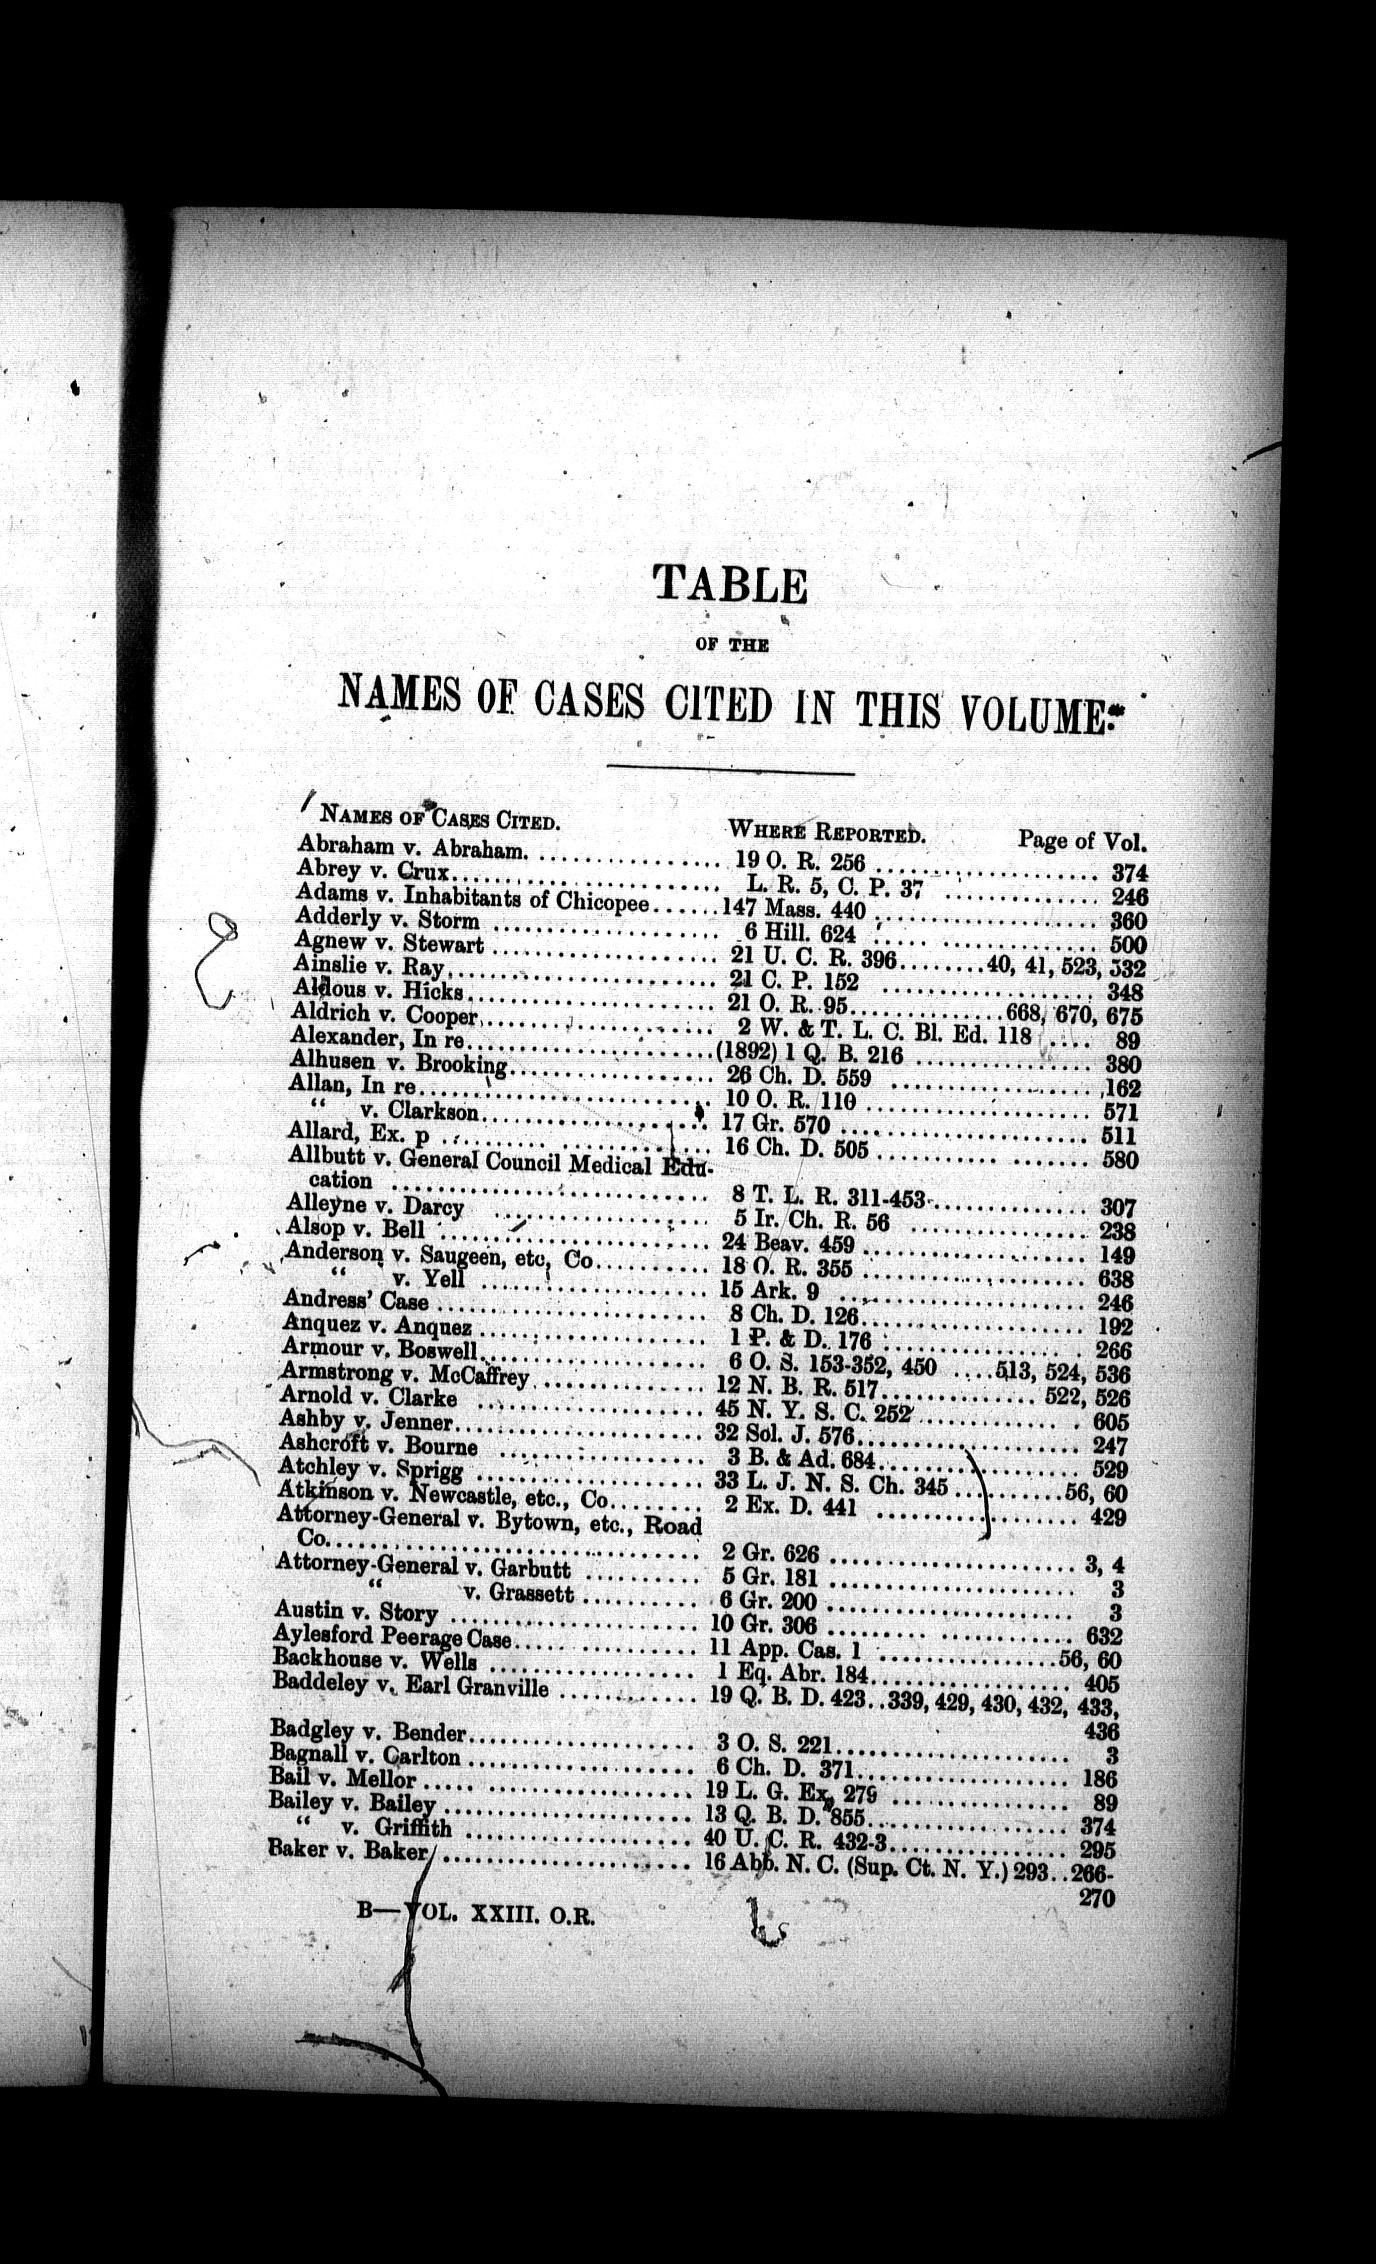 TABLE
OF THE
NAMES OF CASES CITED IN THIS VOLUME.
NAMES OF CASES CITED. WHERE REPORTED. Page of Vol.
Abraham v. Abraham. 19 O. R. 256 374
Abrey v. Crux L. R. 5, C. P. 37 246
Adams v. Inhabitants of Chicopee 147 Mass. 440 360
Adderly v. Storm 6 Hill. 624 500
Agnew v. Stewart 21 U. C. R. 396 40, 41, 523, 532
Ainslie v. Ray 21 C. P. 152 348
Aldous v. Hicks 21 O. R. 95 668, 670, 675
Aldrich v. Cooper 2 W. & T. L. C. Bl. Ed. 118 89
Alexander, In re (1892) 1 Q. B. 216 380
Alhusen v. Brooking 26 Ch. D. 559 162
Allan, In re 10 O. R. 110 571
“ v. Clarkson 17 Gr. 570 511
Allard, Ex. p 16 Ch. D. 505 580
Allbutt v. General Council Medical Edu-
cation 8 T. L. R. 311-453 307
Alleyne v. Darcy 5 Ir. Ch. R. 56 238
Alsop v. Bell 24 Beav. 459 149
Anderson v. Saugeen, etc, Co 18 O. R. 355 638
“ v. Yell 15 Ark. 9 246
Andress’ Case 8 Ch. D. 126 192
Anquez v. Anquez 1 P. & D. 176 266
Armour v. Boswell 6 O. S. 153-352, 450 513, 524, 536
Armstrong v. McCaffrey 12 N. B. R. 517 522, 526
Arnold v. Clarke 45 N. Y. S. C. 252 605
Ashby v. Jenner 32 Sol. J. 576 247
Ashcroft v. Bourne 3 B. & Ad. 684 529
Atchley v. Sprigg 33 L. J. N. S. Ch. 345 56, 60
Atkinson v. Newcastle, etc., Co 2 Ex. D. 441 429
Attorney-General v. Bytown, etc., Road
Co. 2 Gr. 626 3, 4
Attorney-General v. Garbutt 5 Gr. 181 3
“ v. Grassett 6 Gr. 200 3
Austin v. Story 10 Gr. 306 632
Aylesford Peerage Case 11 App. Cas. 1 56, 60
Backhouse v. Wells 1 Eq. Abr. 184 405
Baddeley v. Earl Granville 19 Q. B. D. 423 339, 429, 430, 432, 433,
436
Badgley v. Bender 3 O. S. 221 3
Bagnall v. Carlton 6 Ch. D. 371 186
Bail v. Mellor 19 L. G. Ex. 279 89
Bailey v. Bailey 13 Q. B. D. 855 374
“ v. Griffith 40 U. C. R. 432-3 295
Baker v. Baker 16 Abb. N. C. (Sup. Ct. N. Y.) 293 266-
270
B—VOL. XXIII. O.R.